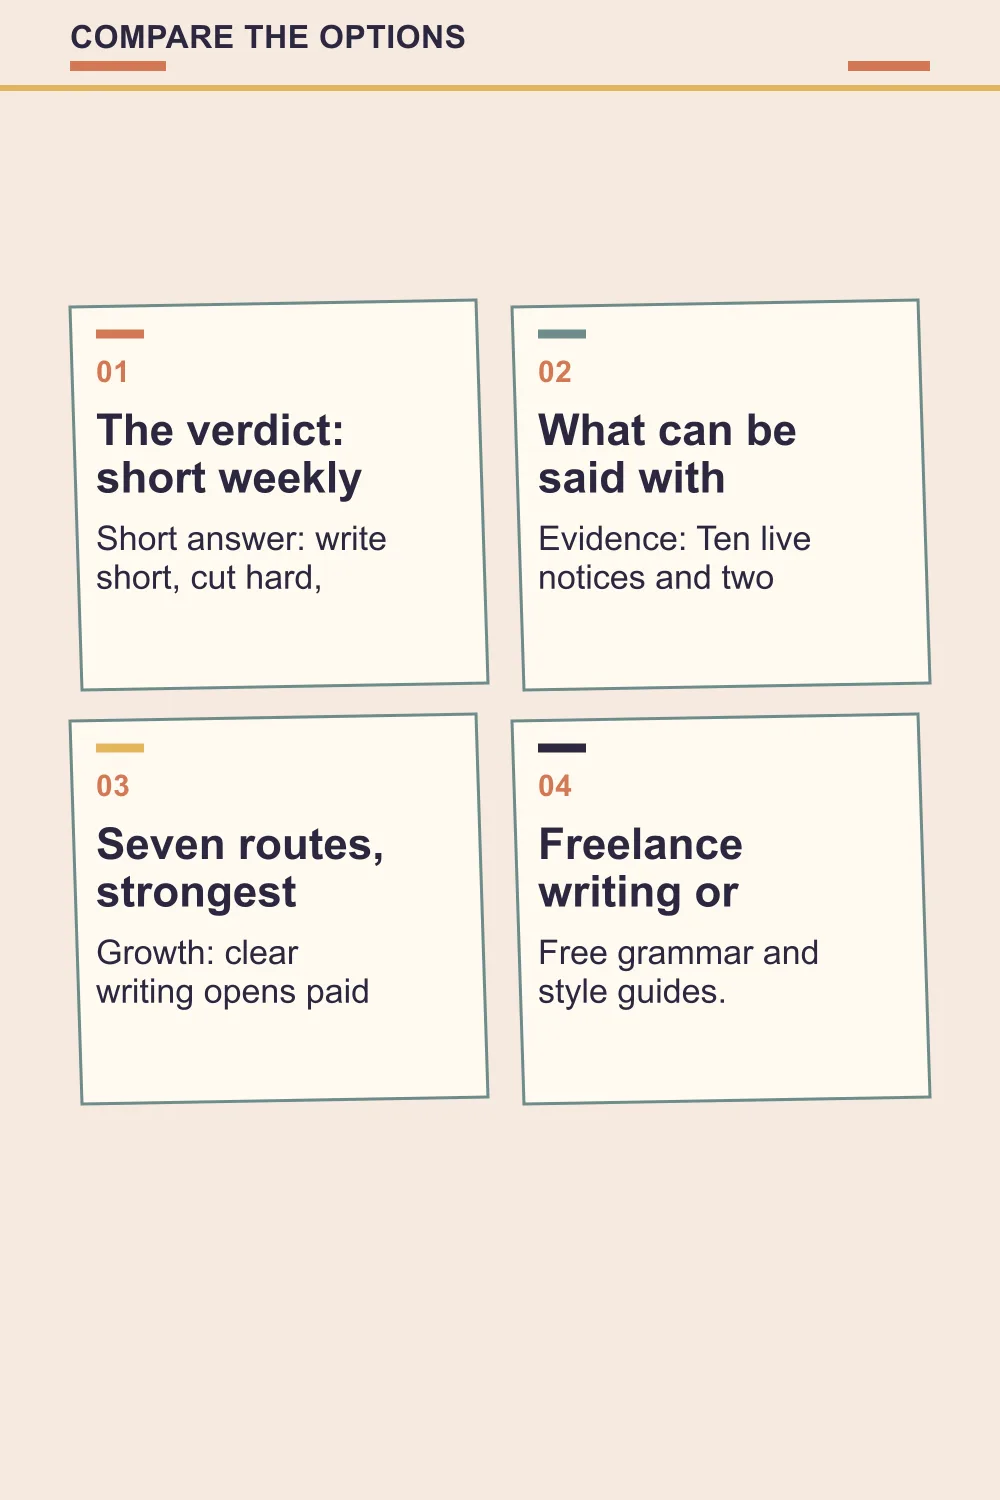 COMPARE THE OPTIONS
01
The verdict:
short weekly
Short answer: write
short, cut hard,
02
What can be
said with
Evidence: Ten live
notices and two
03
Seven routes,
strongest
Growth: clear
writing opens paid
04
Freelance
writing or
Free grammar and
style guides.